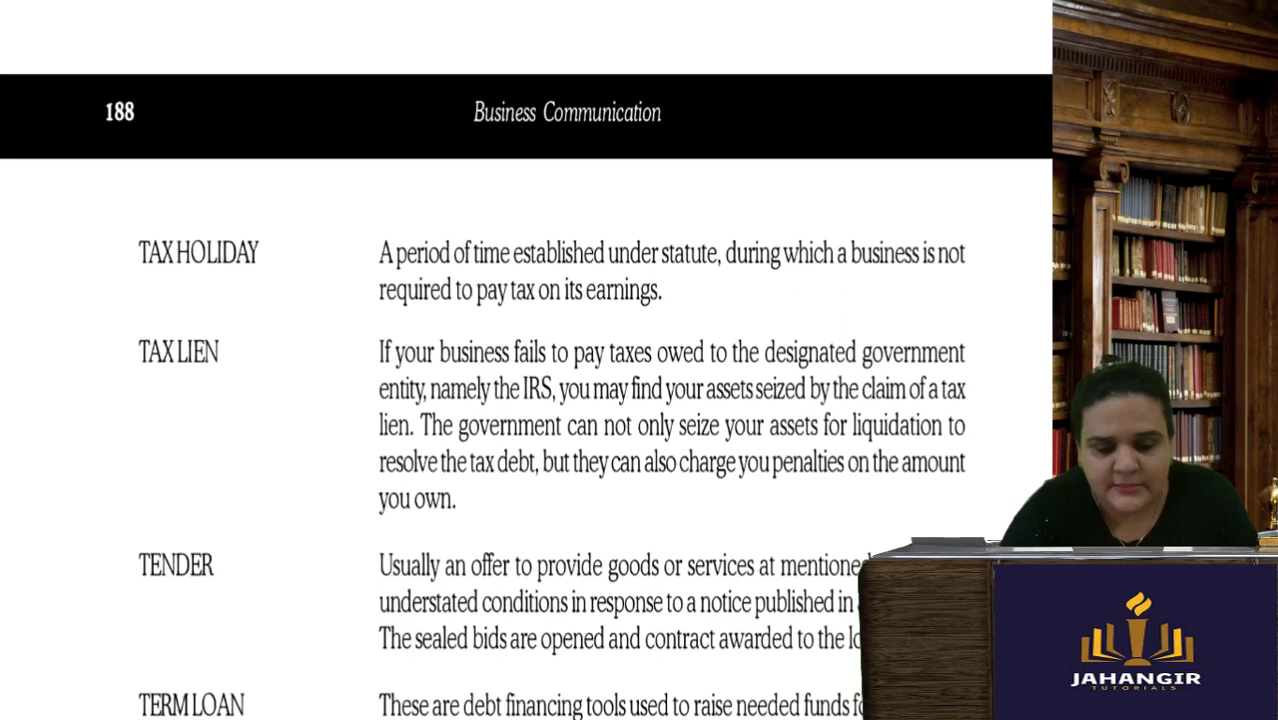 188 Business Communication
TAX HOLIDAY A period of time established under statute, during which a business is not
required to pay tax on its earnings.
TAX LIEN If your business fails to pay taxes owed to the designated government
entity, namely the IRS, you may find your assets seized by the claim of a tax
lien. The government can not only seize your assets for liquidation to
resolve the tax debt, but they can also charge you penalties on the amount
you own.
TENDER Usually an offer to provide goods or services at
understated conditions in response to a notice published in
The sealed bids are opened and contract awarded to the
TERM LOAN These are debt financing tools used to raise needed funds
JAHANGIR
TUTORIALS